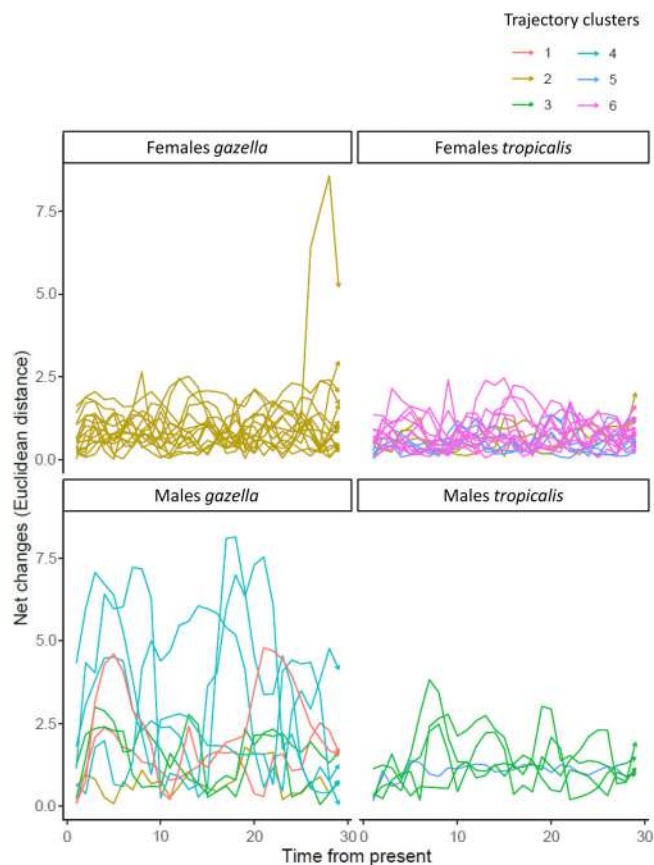 Trajectory clusters
1 4
2 5
3 6
Females gazella Females tropicalis
7.5
5.0
2.5
0.0
Males gazella Males tropicalis
7.5
5.0
2.5
0.0
0 10 20 30 0 10 20 30
Net changes (Euclidean distance)
Time from present